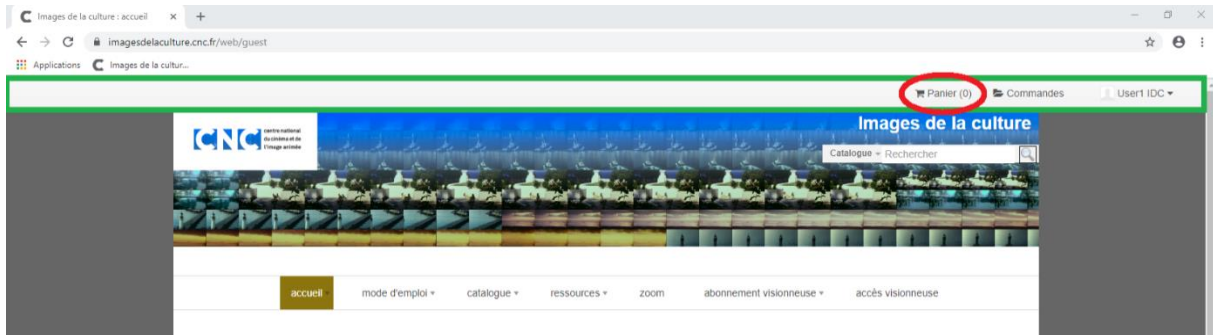 Images de la culture : accueil
imagesdelaculture.cnc.fr/web/guest
Applications Images de la cultur...
Panier (0) Commandes User1 IDC
CNC centre national
du cinéma et de
l'image animée
Images de la culture
Catalogue Rechercher
accueil mode d'emploi catalogue ressources zoom abonnement visionneuse accès visionneuse